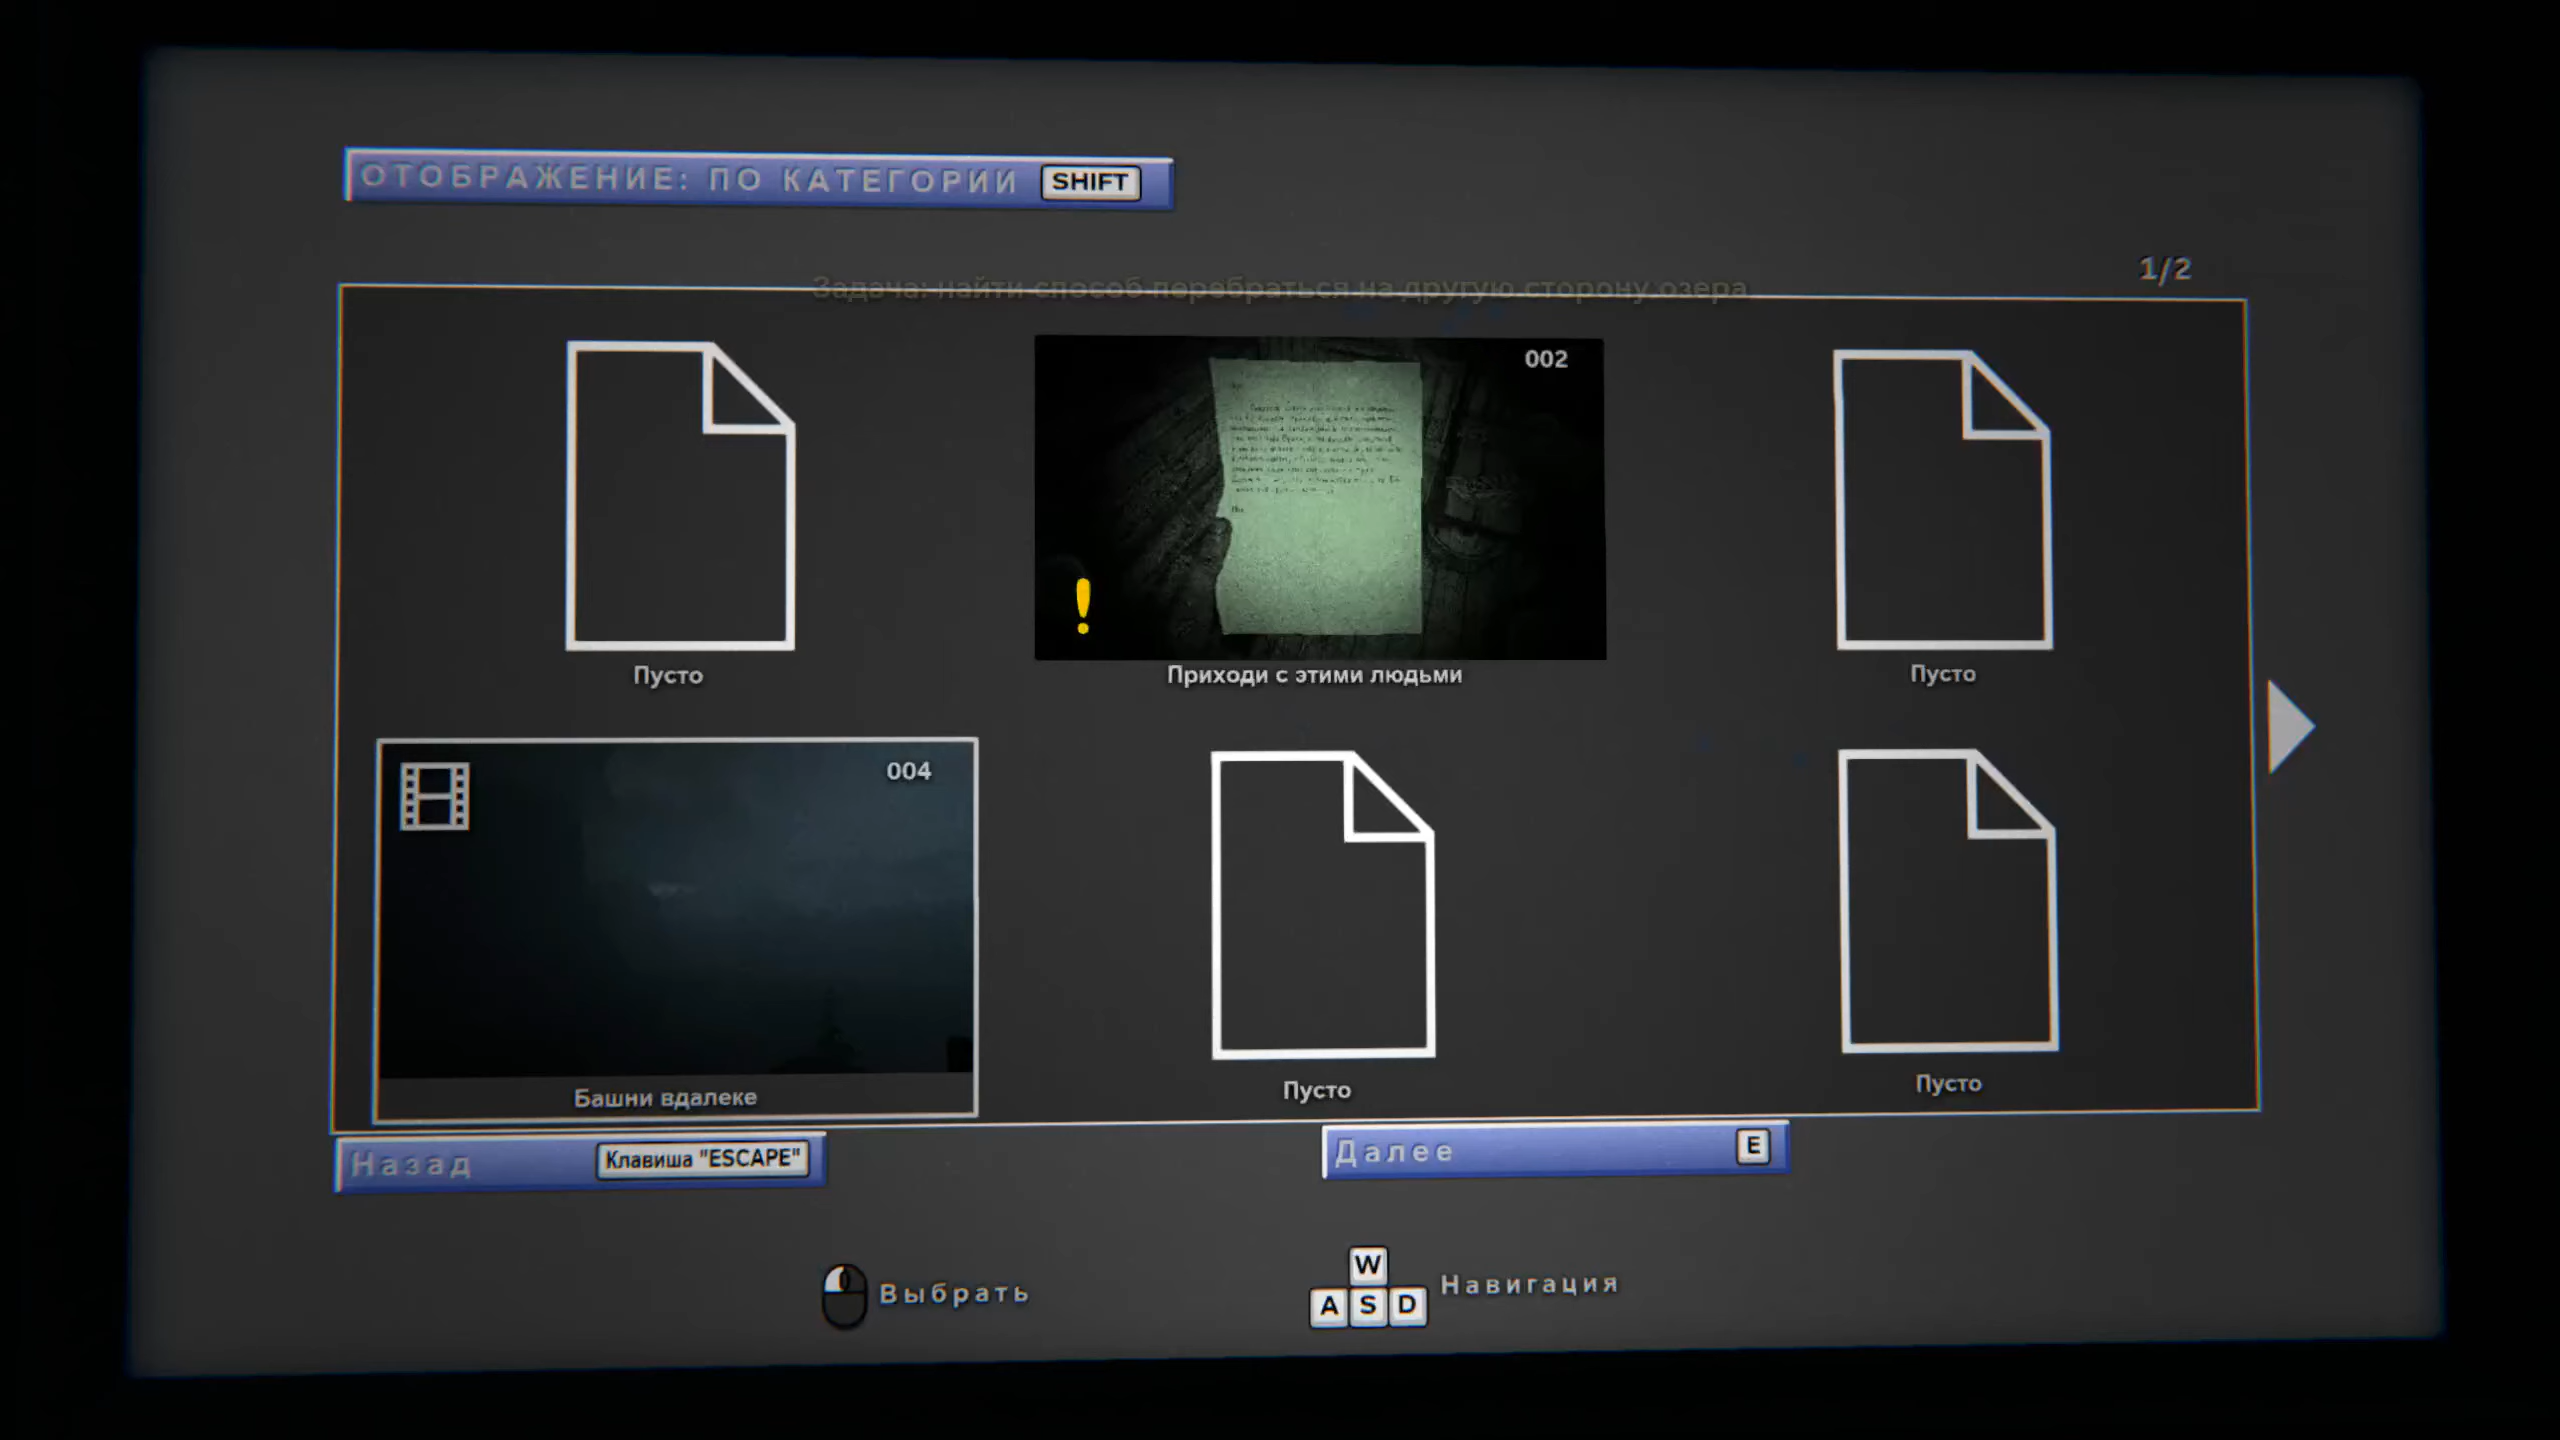 ОТОБРАЖЕНИЕ: ПО КАТЕГОРИИ SHIFT
1/2
Задача: найти способ перебраться на другую сторону озера
002
Пусто
Приходи с этими людьми
Пусто
004
Башни вдалеке
Пусто
Пусто
Назад Клавиша "ESCAPE"
Далее E
Выбрать
W
A S D
Навигация